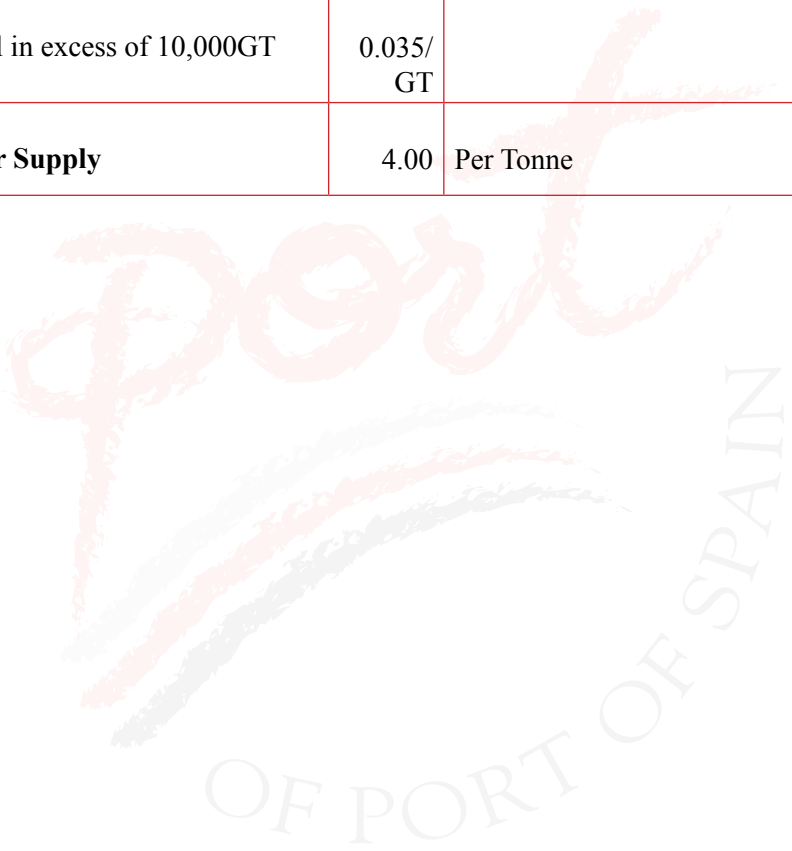 l in excess of 10,000GT 0.035/
GT
r Supply 4.00 Per Tonne
port
OF PORT OF SPAIN